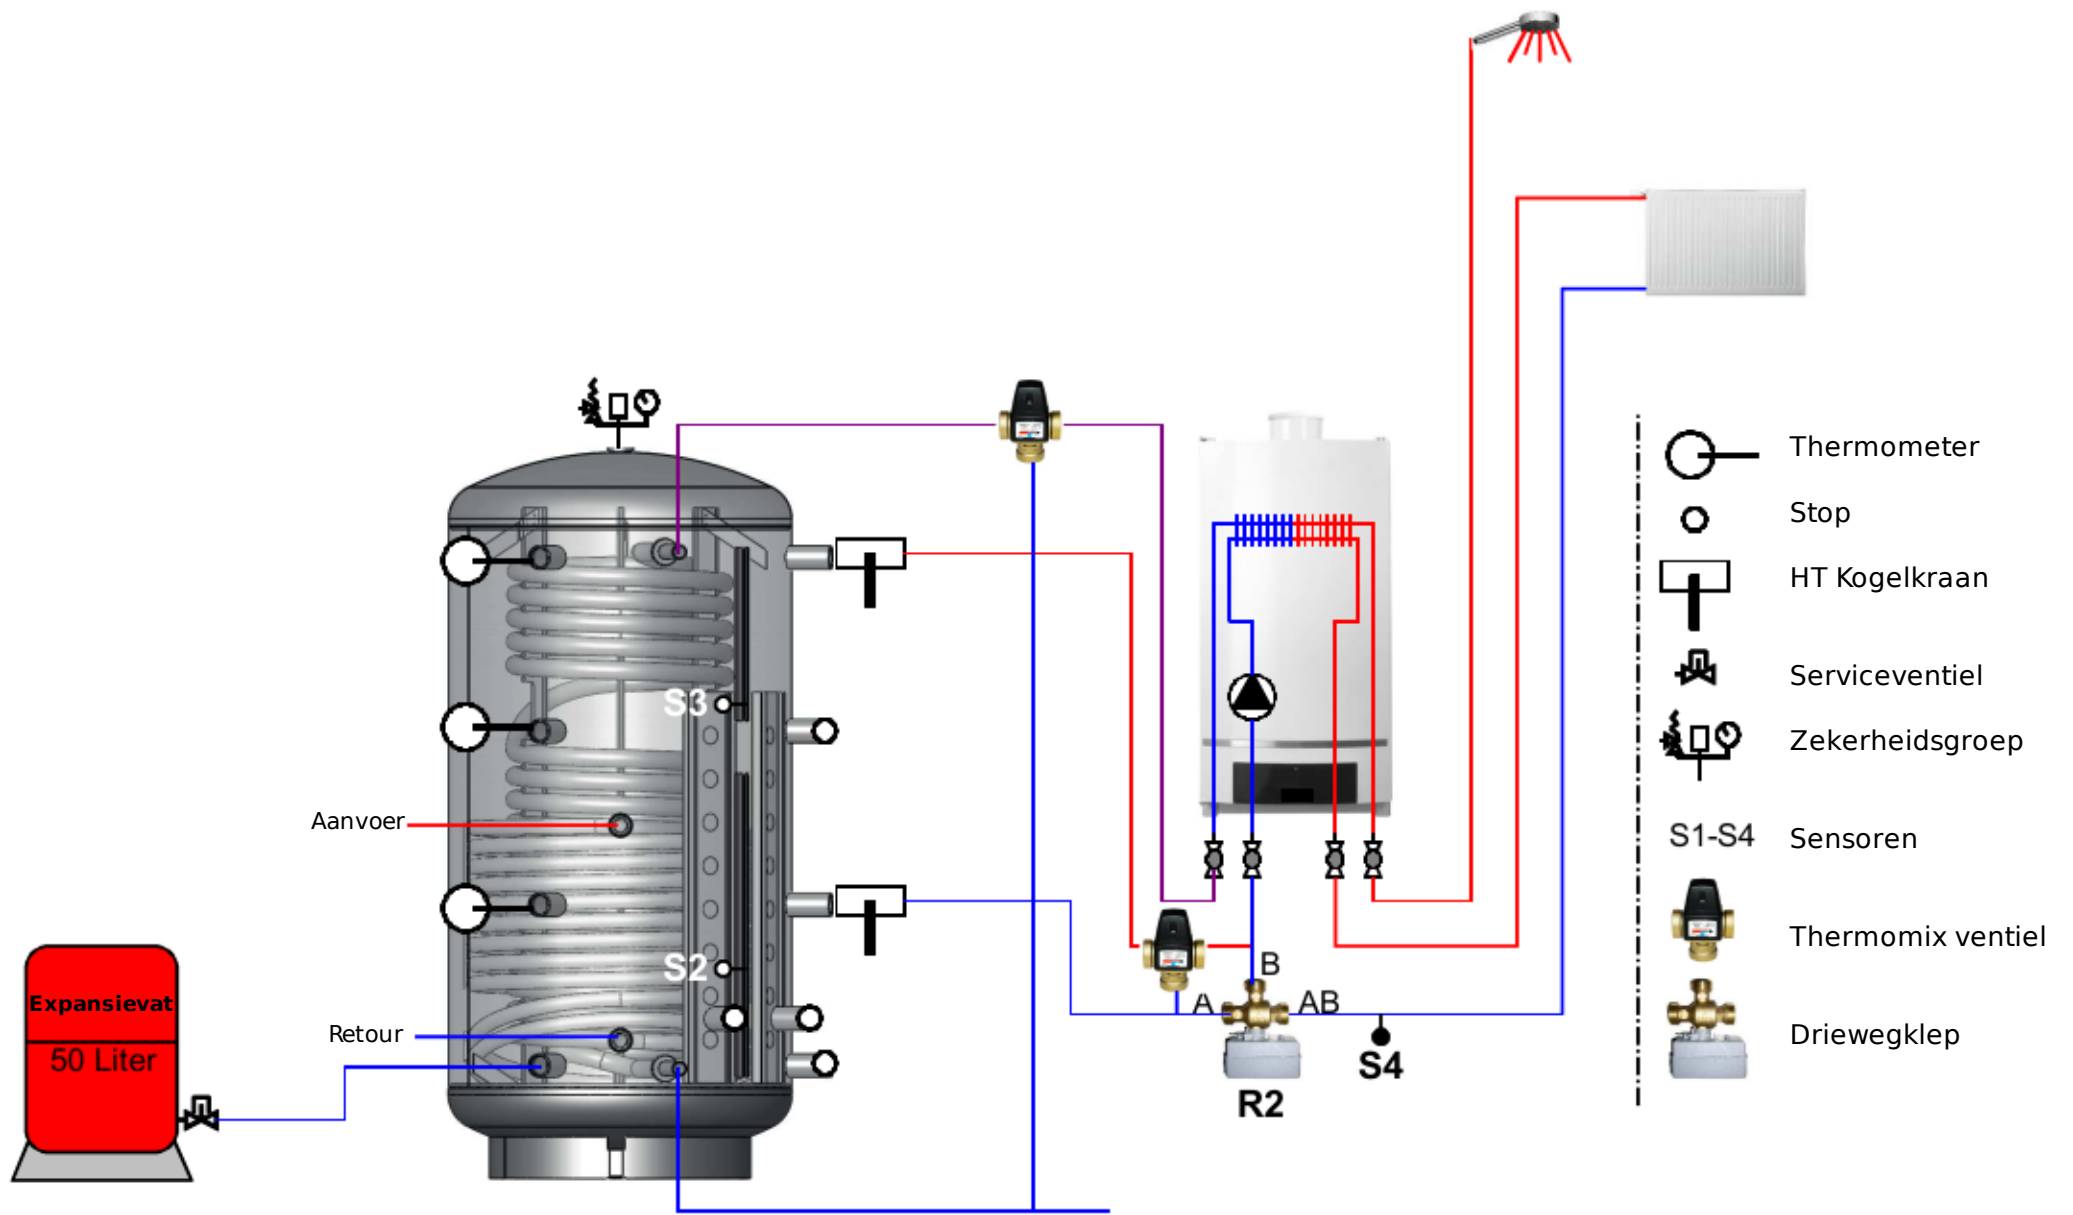 Thermometer
Stop
HT Kogelkraan
Serviceventiel
Zekerheidsgroep
S1-S4 Sensoren
Thermomix ventiel
Driewegklep
S3
Aanvoer
S2
Expansievat
50 Liter
Retour
B
A
AB
S4
R2